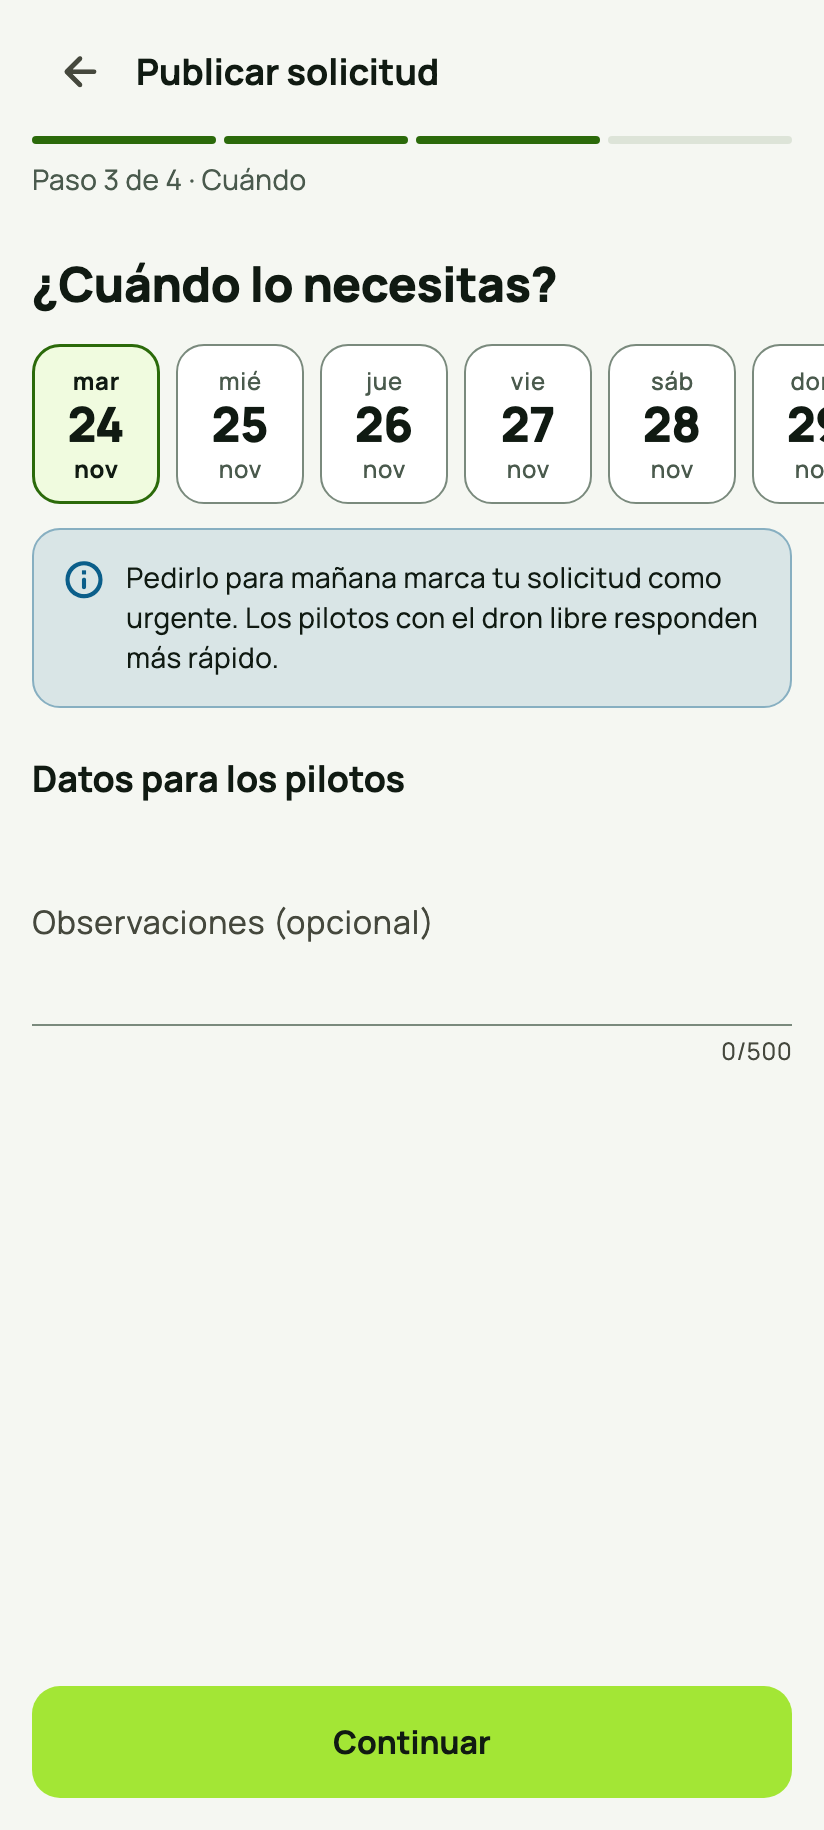 Publicar solicitud
Paso 3 de 4 · Cuándo
¿Cuándo lo necesitas?
mar 24 nov
mié 25 nov
jue 26 nov
vie 27 nov
sáb 28 nov
29
Pedirlo para mañana marca tu solicitud como
urgente. Los pilotos con el dron libre responden
más rápido.
Datos para los pilotos
Observaciones (opcional)
0/500
Continuar